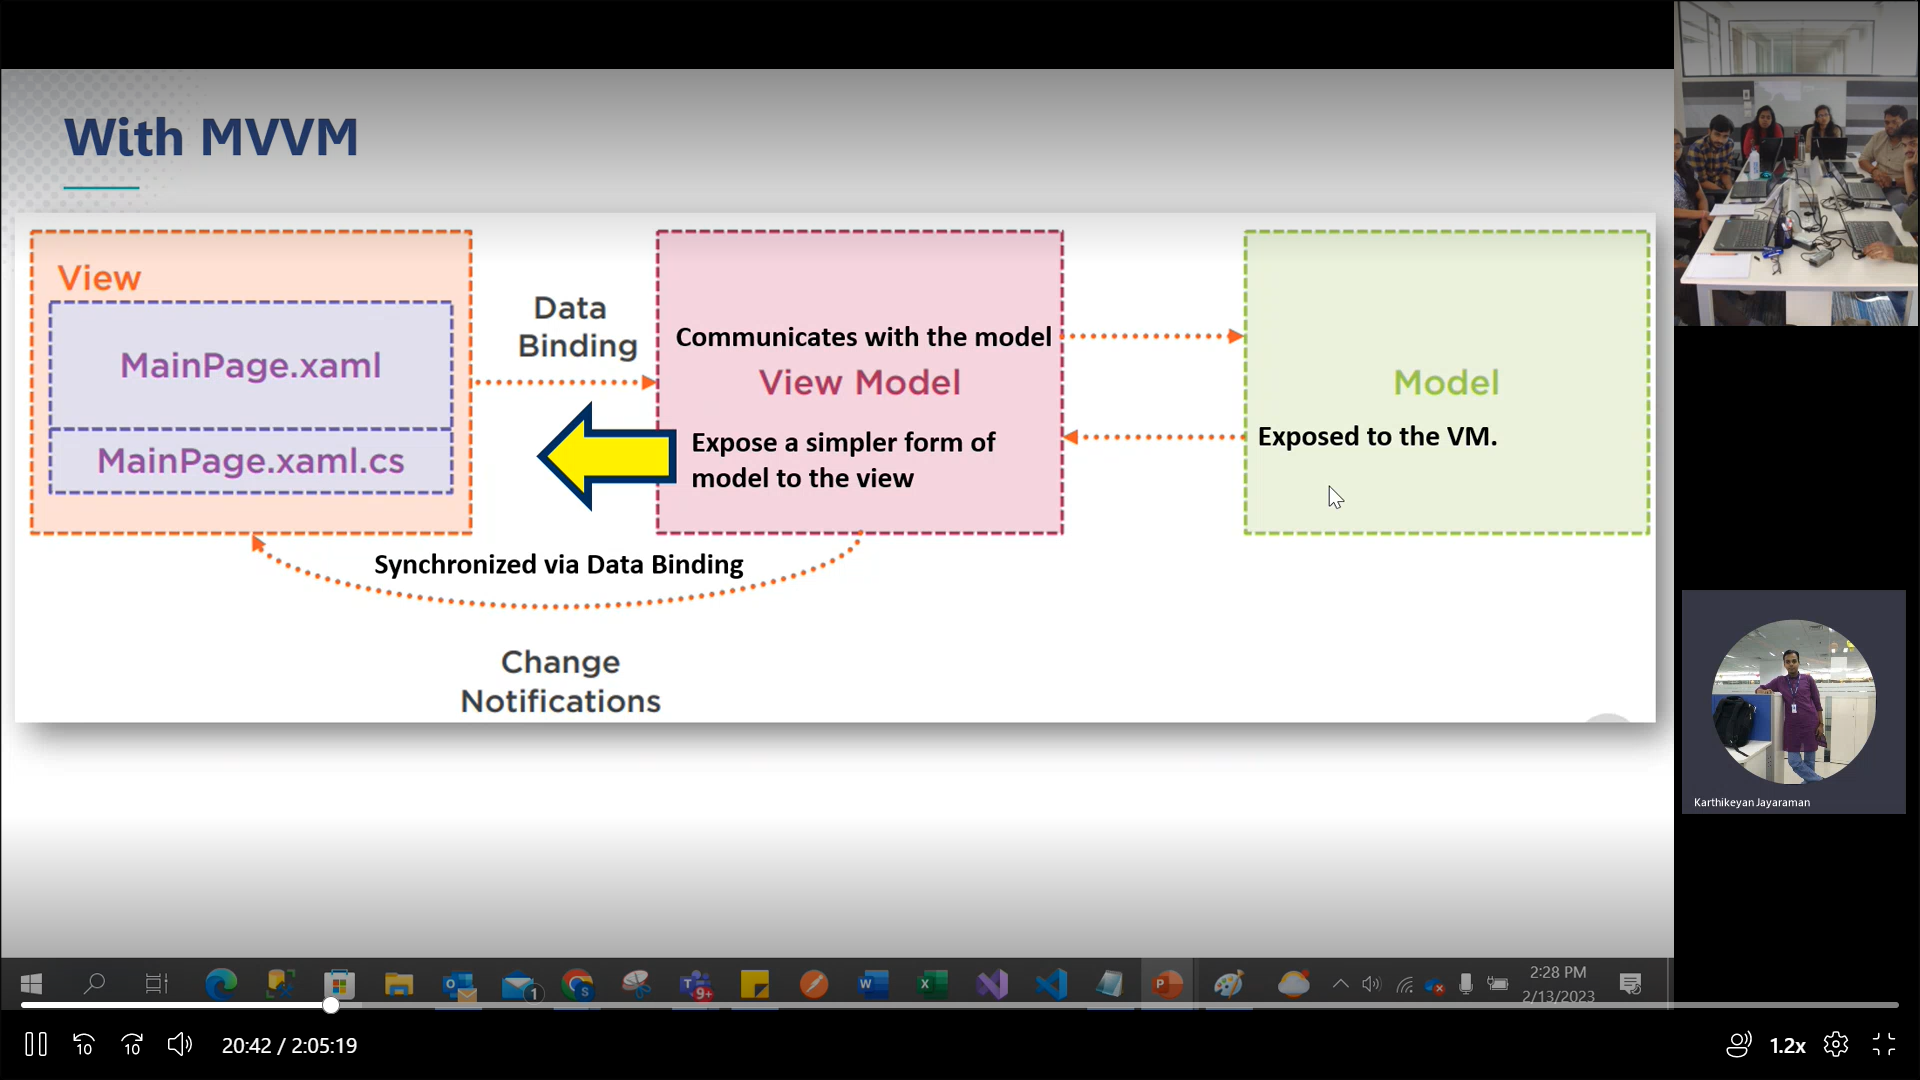 With MVVM
View
MainPage.xaml
MainPage.xaml.cs
Data
Binding
Communicates with the model
View Model
Expose a simpler form of
model to the view
Model
Exposed to the VM.
Synchronized via Data Binding
Change
Notifications
Karthikeyan Jayaraman
1
S
9+
2:28 PM
2/13/2023
10
10
20:42 / 2:05:19
1.2x